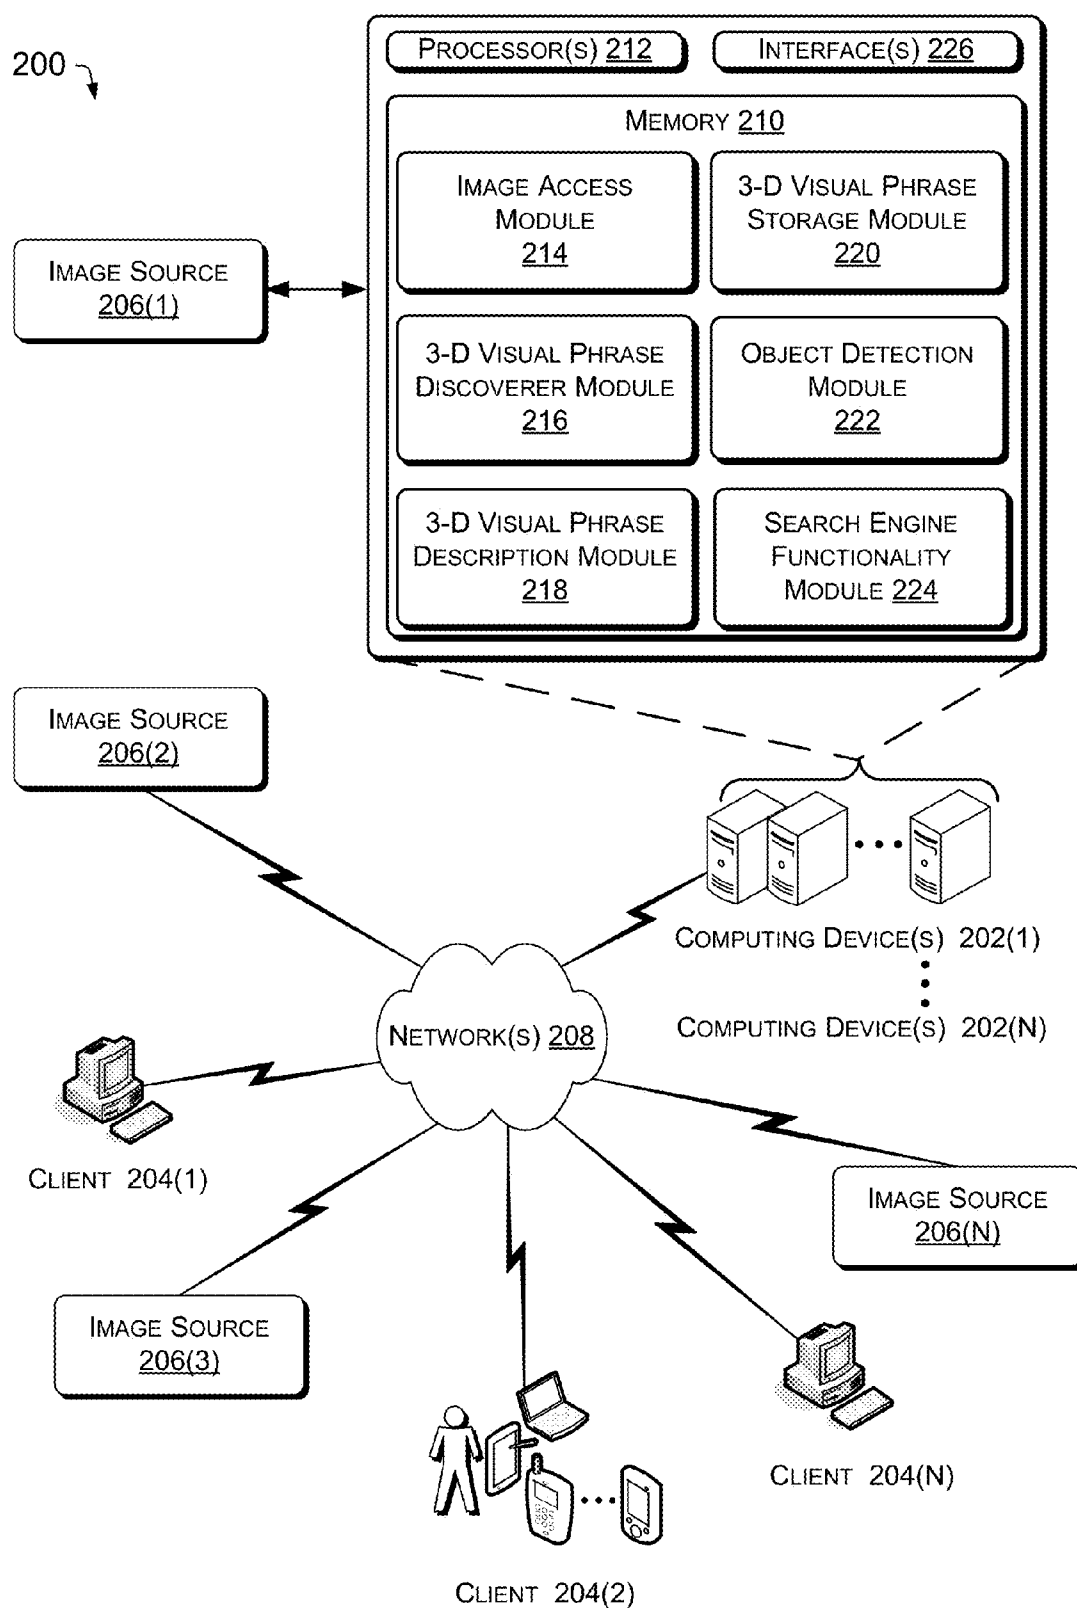 200
PROCESSOR(S) 212
INTERFACE(S) 226
MEMORY 210
IMAGE ACCESS
MODULE
214
3-D VISUAL PHRASE
STORAGE MODULE
220
IMAGE SOURCE
206(1)
3-D VISUAL PHRASE
DISCOVERER MODULE
216
OBJECT DETECTION
MODULE
222
3-D VISUAL PHRASE
DESCRIPTION MODULE
218
SEARCH ENGINE
FUNCTIONALITY
MODULE 224
IMAGE SOURCE
206(2)
COMPUTING DEVICE(S) 202(1)
COMPUTING DEVICE(S) 202(N)
NETWORK(S) 208
CLIENT 204(1)
IMAGE SOURCE
206(N)
IMAGE SOURCE
206(3)
CLIENT 204(N)
CLIENT 204(2)